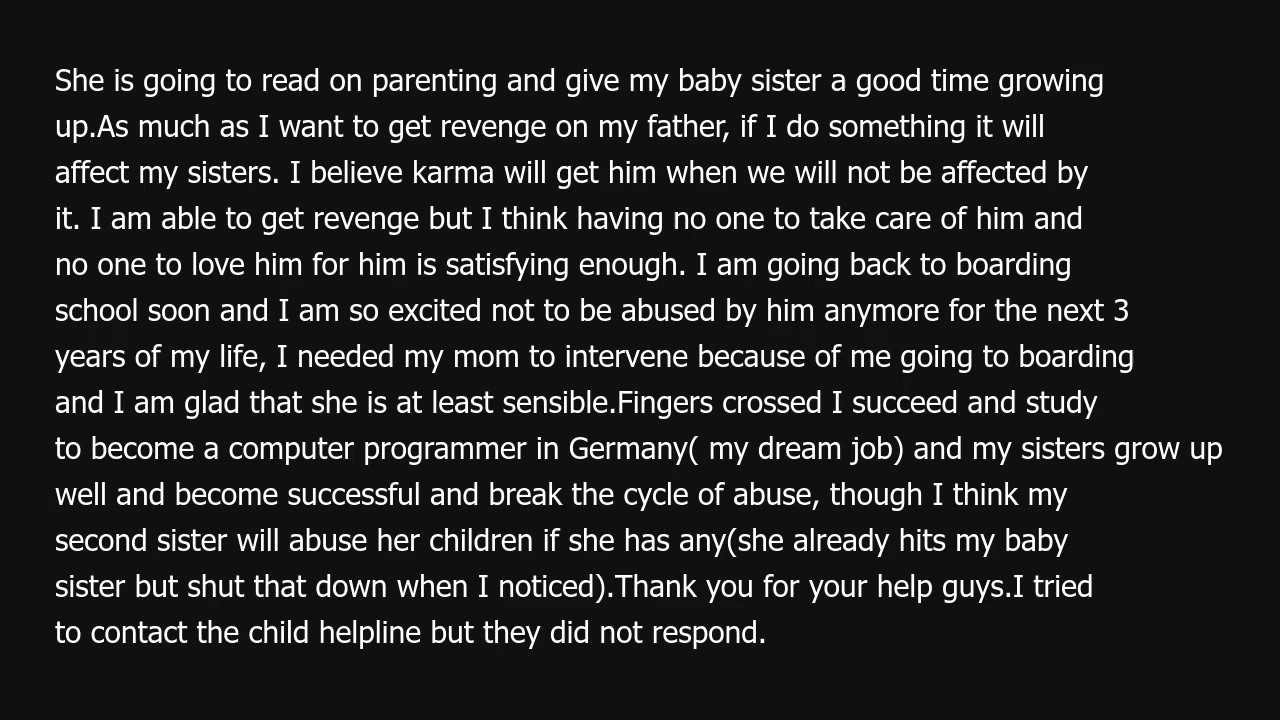 She is going to read on parenting and give my baby sister a good time growing
up.As much as I want to get revenge on my father, if I do something it will
affect my sisters. I believe karma will get him when we will not be affected by
it. I am able to get revenge but I think having no one to take care of him and
no one to love him for him is satisfying enough. I am going back to boarding
school soon and I am so excited not to be abused by him anymore for the next 3
years of my life, I needed my mom to intervene because of me going to boarding
and I am glad that she is at least sensible.Fingers crossed I succeed and study
to become a computer programmer in Germany( my dream job) and my sisters grow up
well and become successful and break the cycle of abuse, though I think my
second sister will abuse her children if she has any(she already hits my baby
sister but shut that down when I noticed).Thank you for your help guys.I tried
to contact the child helpline but they did not respond.